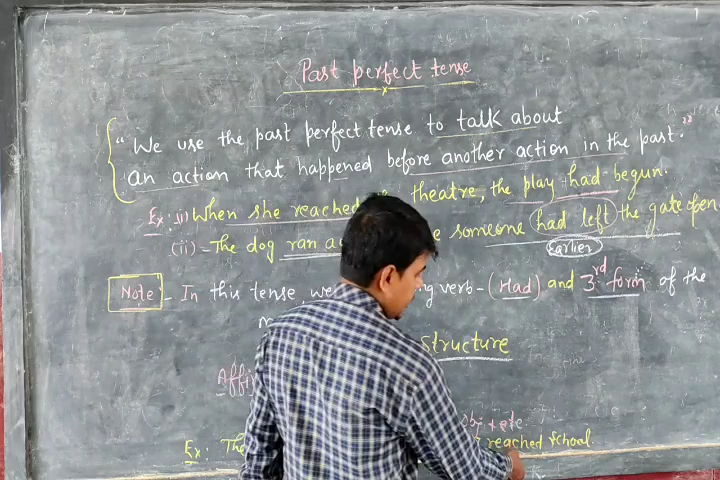 Past perfect tense
"We use the past perfect tense to talk about
an action that happened before another action in the past."
Ex: (i) When she reached theatre, the play had begun.
(ii) - The dog ran someone had left the gate open
Earlier
Note - In this tense, we verb - (Had) and 3rd form of the
structure
Obj + etc
Ex: reached school.